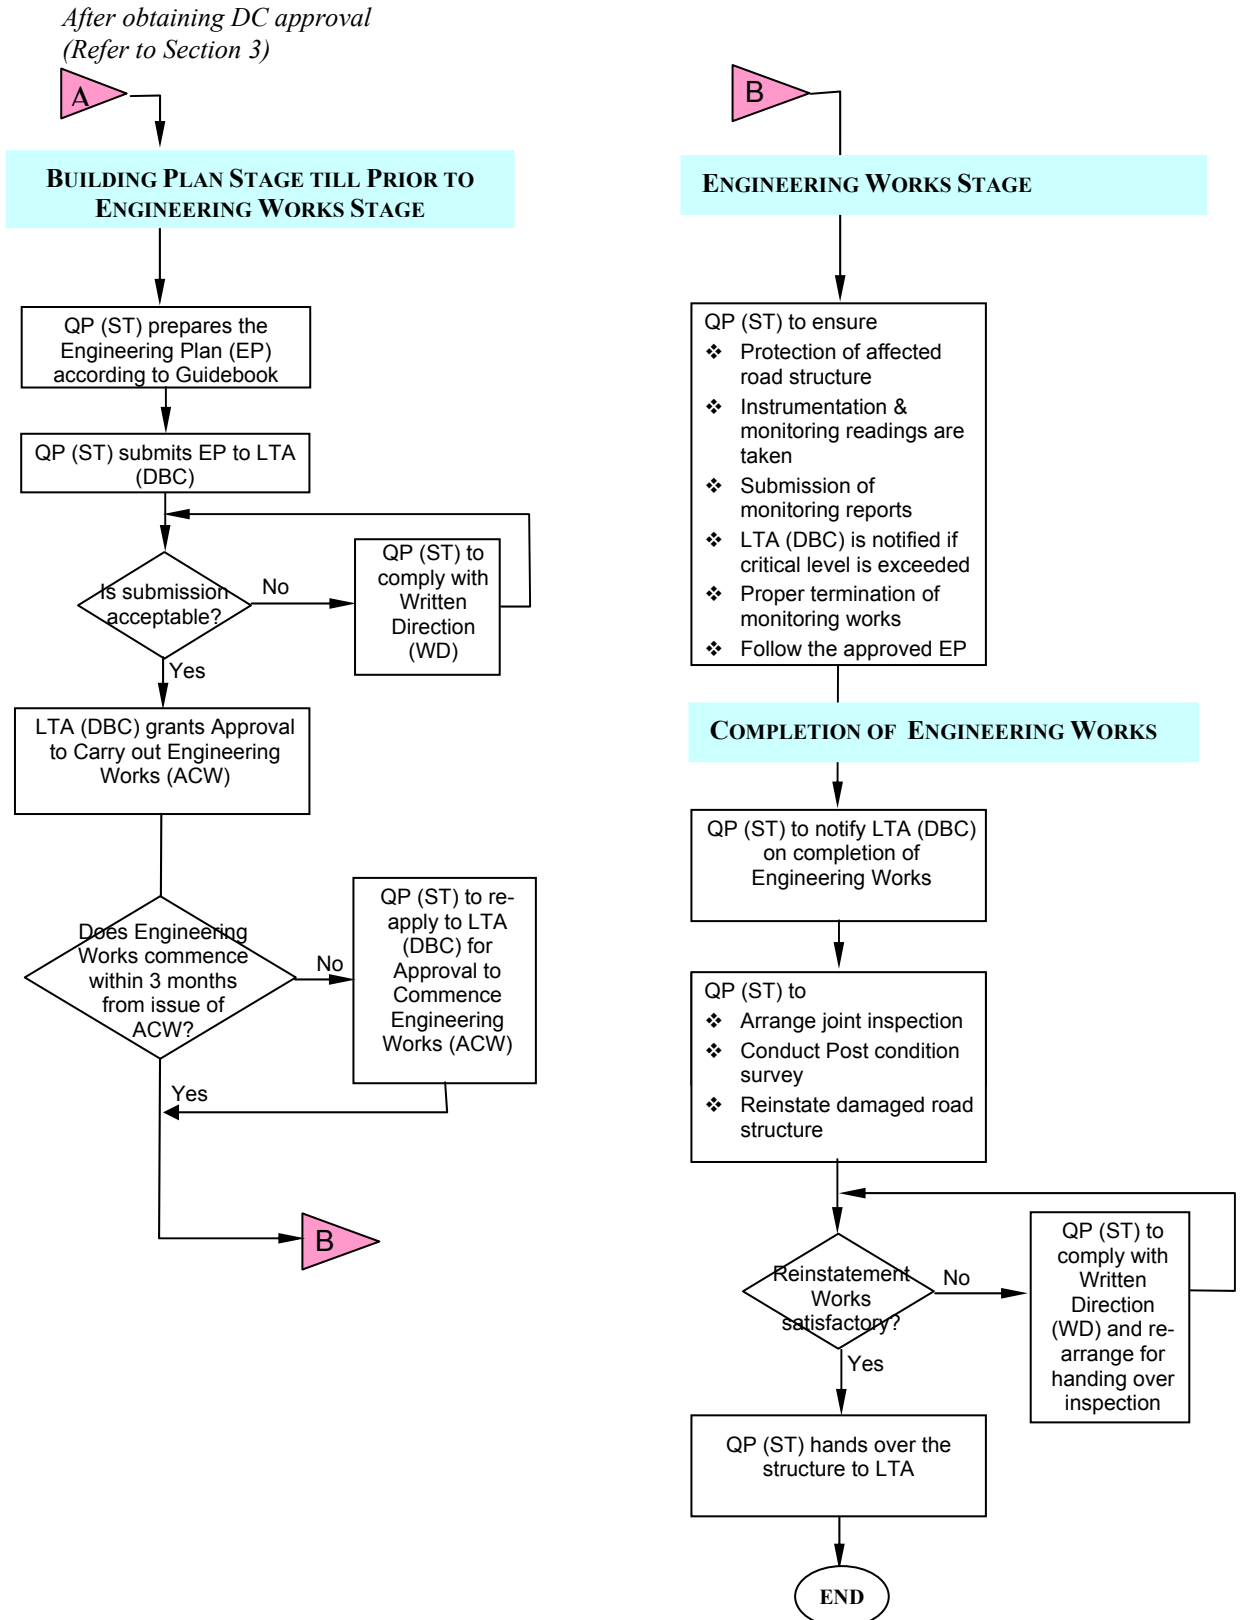 After obtaining DC approval
(Refer to Section 3)
A
BUILDING PLAN STAGE TILL PRIOR TO
ENGINEERING WORKS STAGE
QP (ST) prepares the
Engineering Plan (EP)
according to Guidebook
QP (ST) submits EP to LTA
(DBC)
Is submission
acceptable?
No
QP (ST) to
comply with
Written
Direction
(WD)
Yes
LTA (DBC) grants Approval
to Carry out Engineering
Works (ACW)
Does Engineering
Works commence
within 3 months
from issue of
ACW?
No
QP (ST) to re-
apply to LTA
(DBC) for
Approval to
Commence
Engineering
Works (ACW)
Yes
B
B
ENGINEERING WORKS STAGE
QP (ST) to ensure
❖ Protection of affected
road structure
❖ Instrumentation &
monitoring readings are
taken
❖ Submission of
monitoring reports
❖ LTA (DBC) is notified if
critical level is exceeded
❖ Proper termination of
monitoring works
❖ Follow the approved EP
COMPLETION OF ENGINEERING WORKS
QP (ST) to notify LTA (DBC)
on completion of
Engineering Works
QP (ST) to
❖ Arrange joint inspection
❖ Conduct Post condition
survey
❖ Reinstate damaged road
structure
Reinstatement
Works
satisfactory?
No
QP (ST) to
comply with
Written
Direction
(WD) and re-
arrange for
handing over
inspection
Yes
QP (ST) hands over the
structure to LTA
END